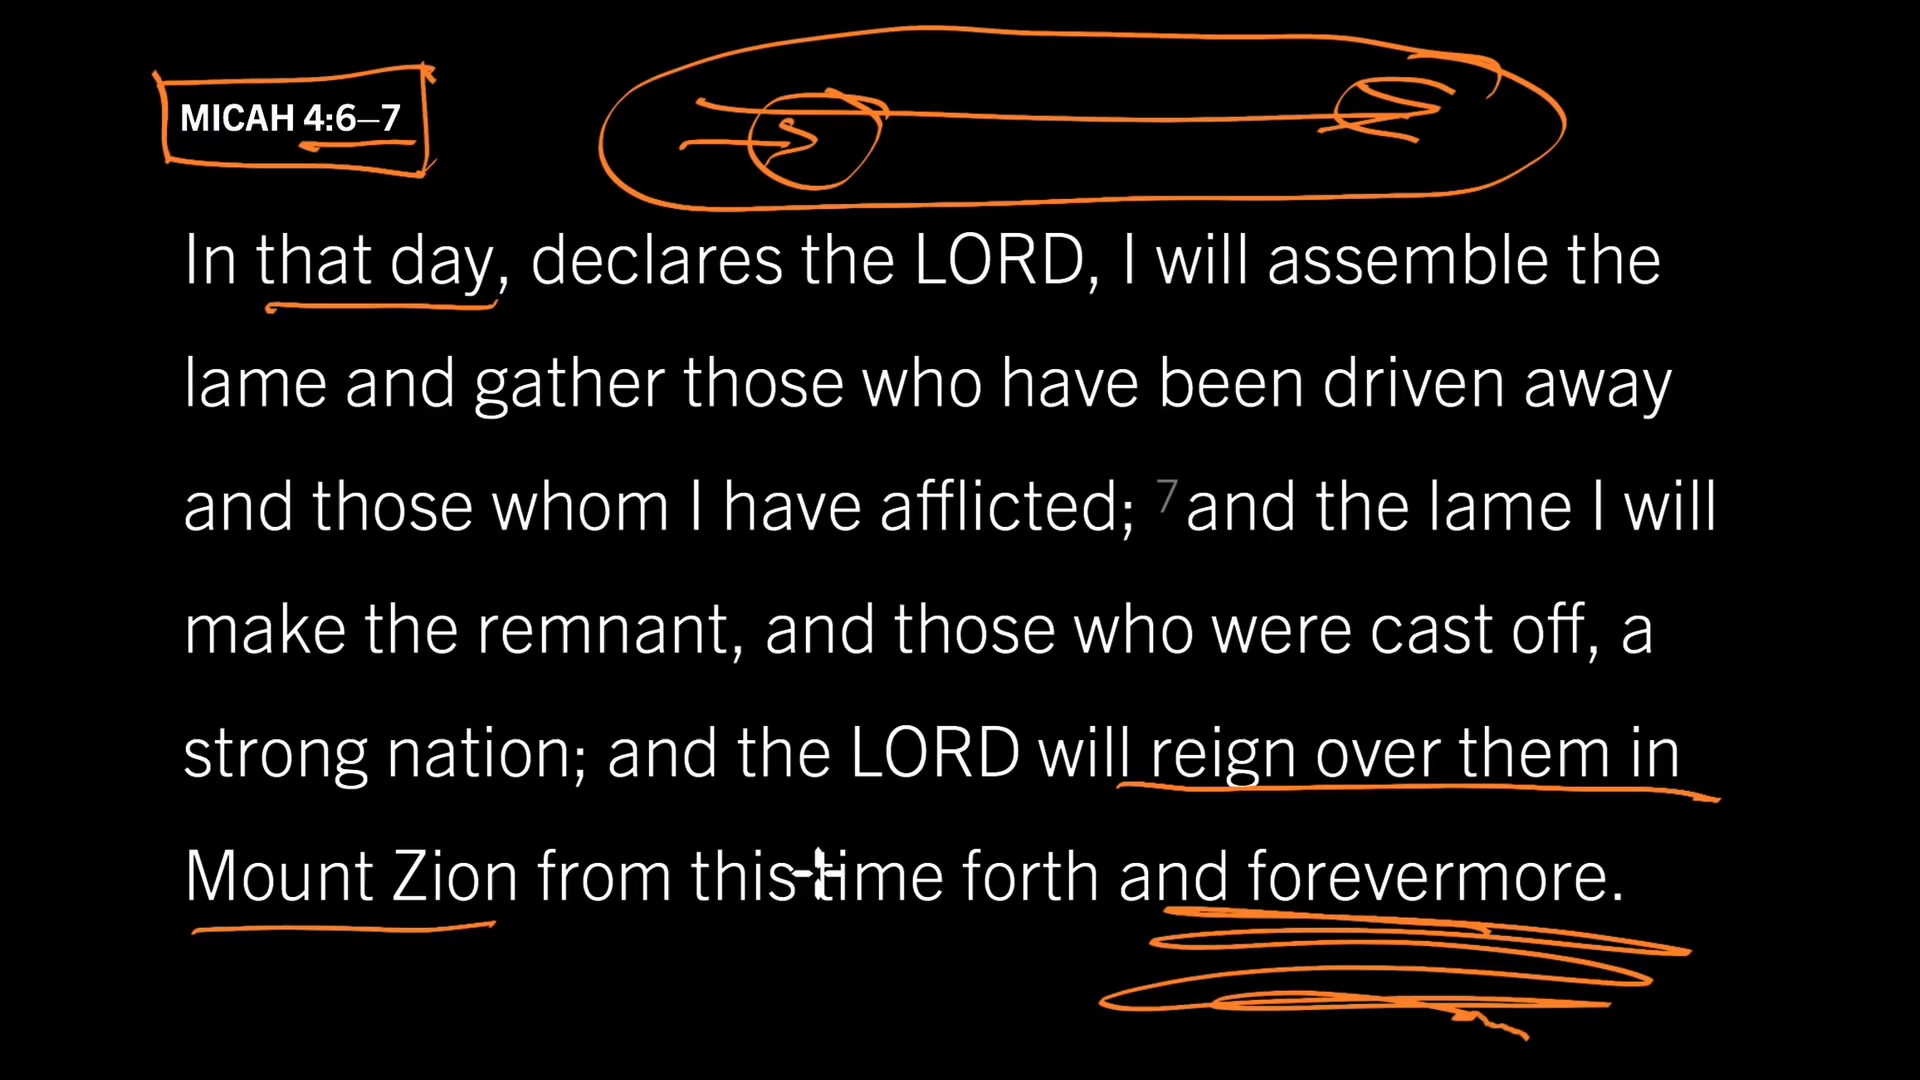 MICAH 4:6–7
In that day, declares the LORD, I will assemble the
lame and gather those who have been driven away
and those whom I have afflicted; 7 and the lame I will
make the remnant, and those who were cast off, a
strong nation; and the LORD will reign over them in
Mount Zion from this time forth and forevermore.